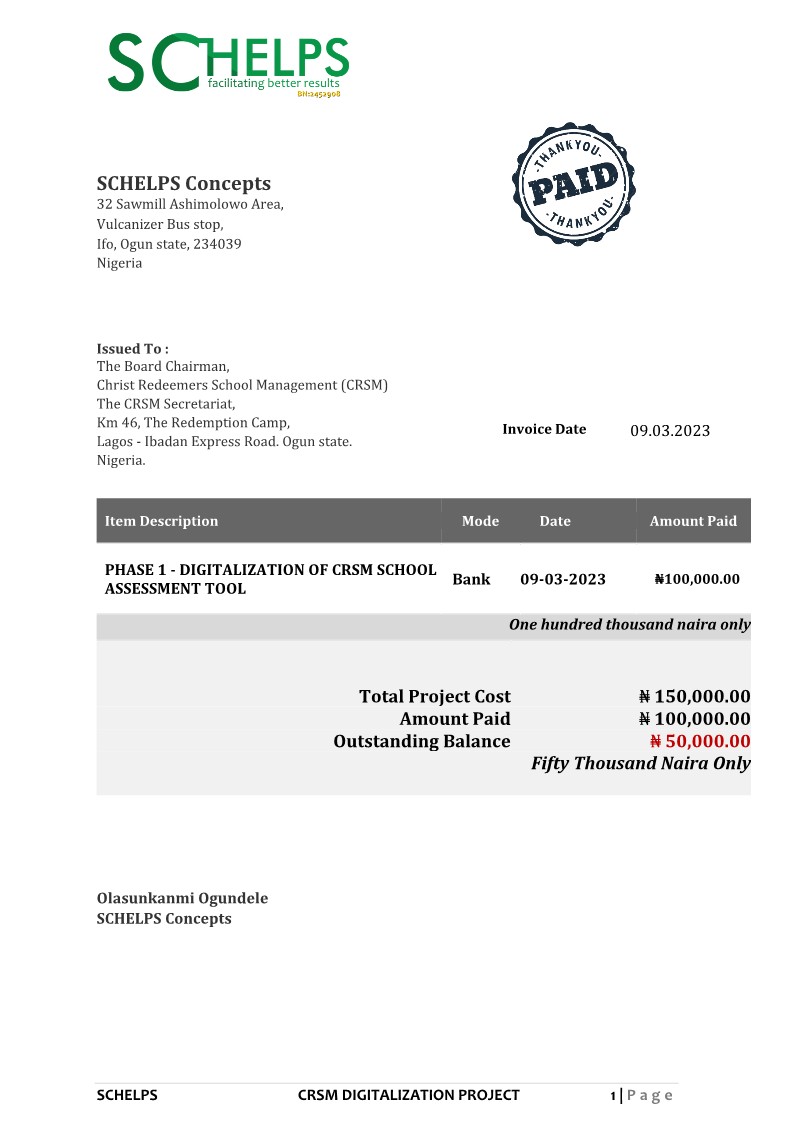 SCHELPS
facilitating better results
BN:2452908
-THANKYOU-
PAID
-THANKYOU-
SCHELPS Concepts
32 Sawmill Ashimolowo Area,
Vulcanizer Bus stop,
Ifo, Ogun state, 234039
Nigeria
Issued To :
The Board Chairman,
Christ Redeemers School Management (CRSM)
The CRSM Secretariat,
Km 46, The Redemption Camp,
Lagos - Ibadan Express Road. Ogun state.
Nigeria.
Invoice Date 09.03.2023
Item Description Mode Date Amount Paid
PHASE 1 - DIGITALIZATION OF CRSM SCHOOL
ASSESSMENT TOOL
Bank 09-03-2023 ₦100,000.00
One hundred thousand naira only
Total Project Cost ₦ 150,000.00
Amount Paid ₦ 100,000.00
Outstanding Balance ₦ 50,000.00
Fifty Thousand Naira Only
Olasunkanmi Ogundele
SCHELPS Concepts
SCHELPS CRSM DIGITALIZATION PROJECT 1 | Page